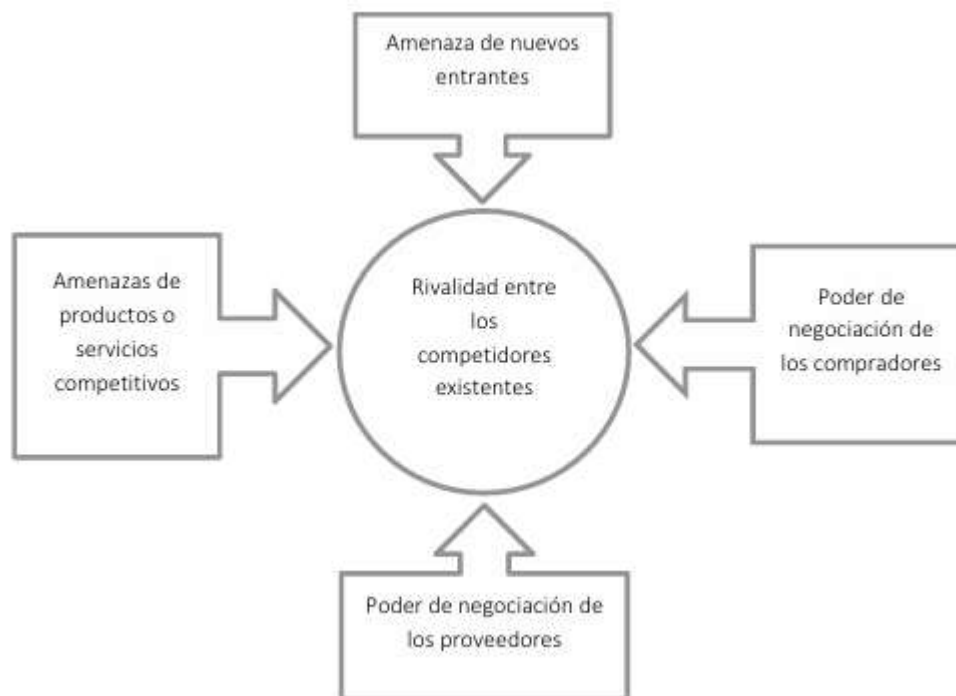 Amenaza de nuevos
entrantes
Amenazas de
productos o
servicios
competitivos
Rivalidad entre
los
competidores
existentes
Poder de
negociación de
los compradores
Poder de negociación de
los proveedores